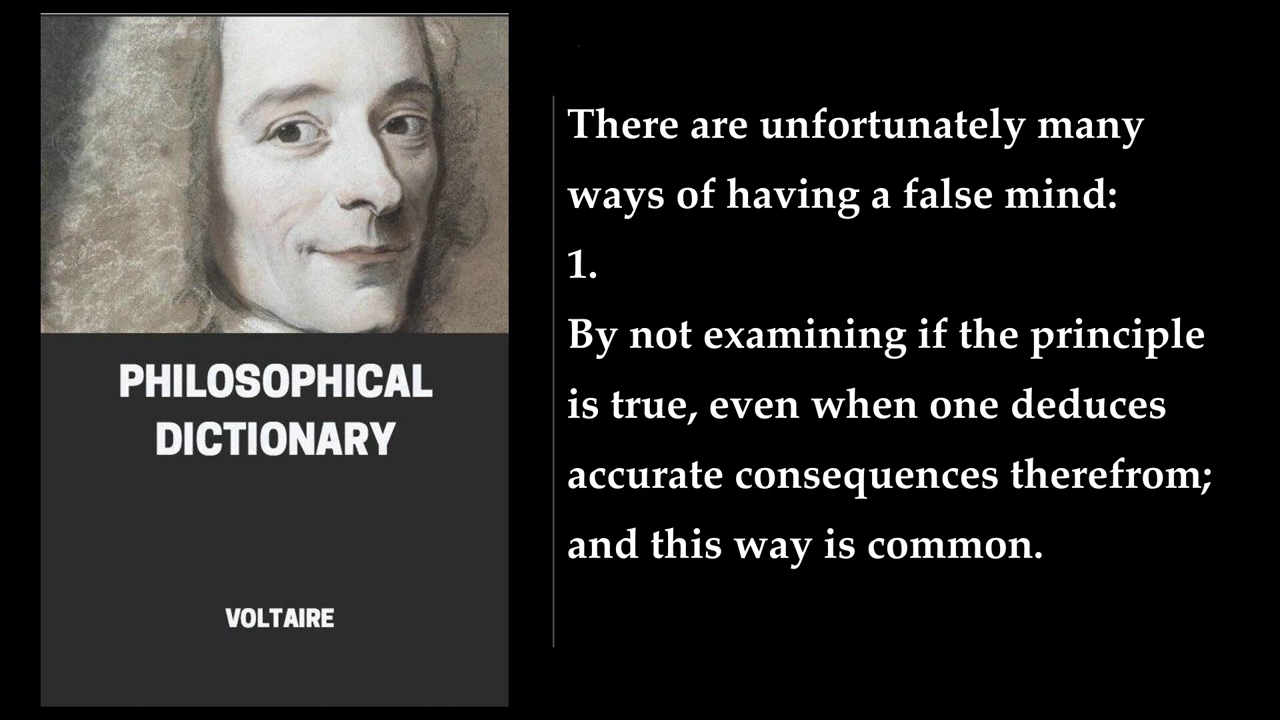 PHILOSOPHICAL
DICTIONARY
VOLTAIRE
There are unfortunately many
ways of having a false mind:
1.
By not examining if the principle
is true, even when one deduces
accurate consequences therefrom;
and this way is common.